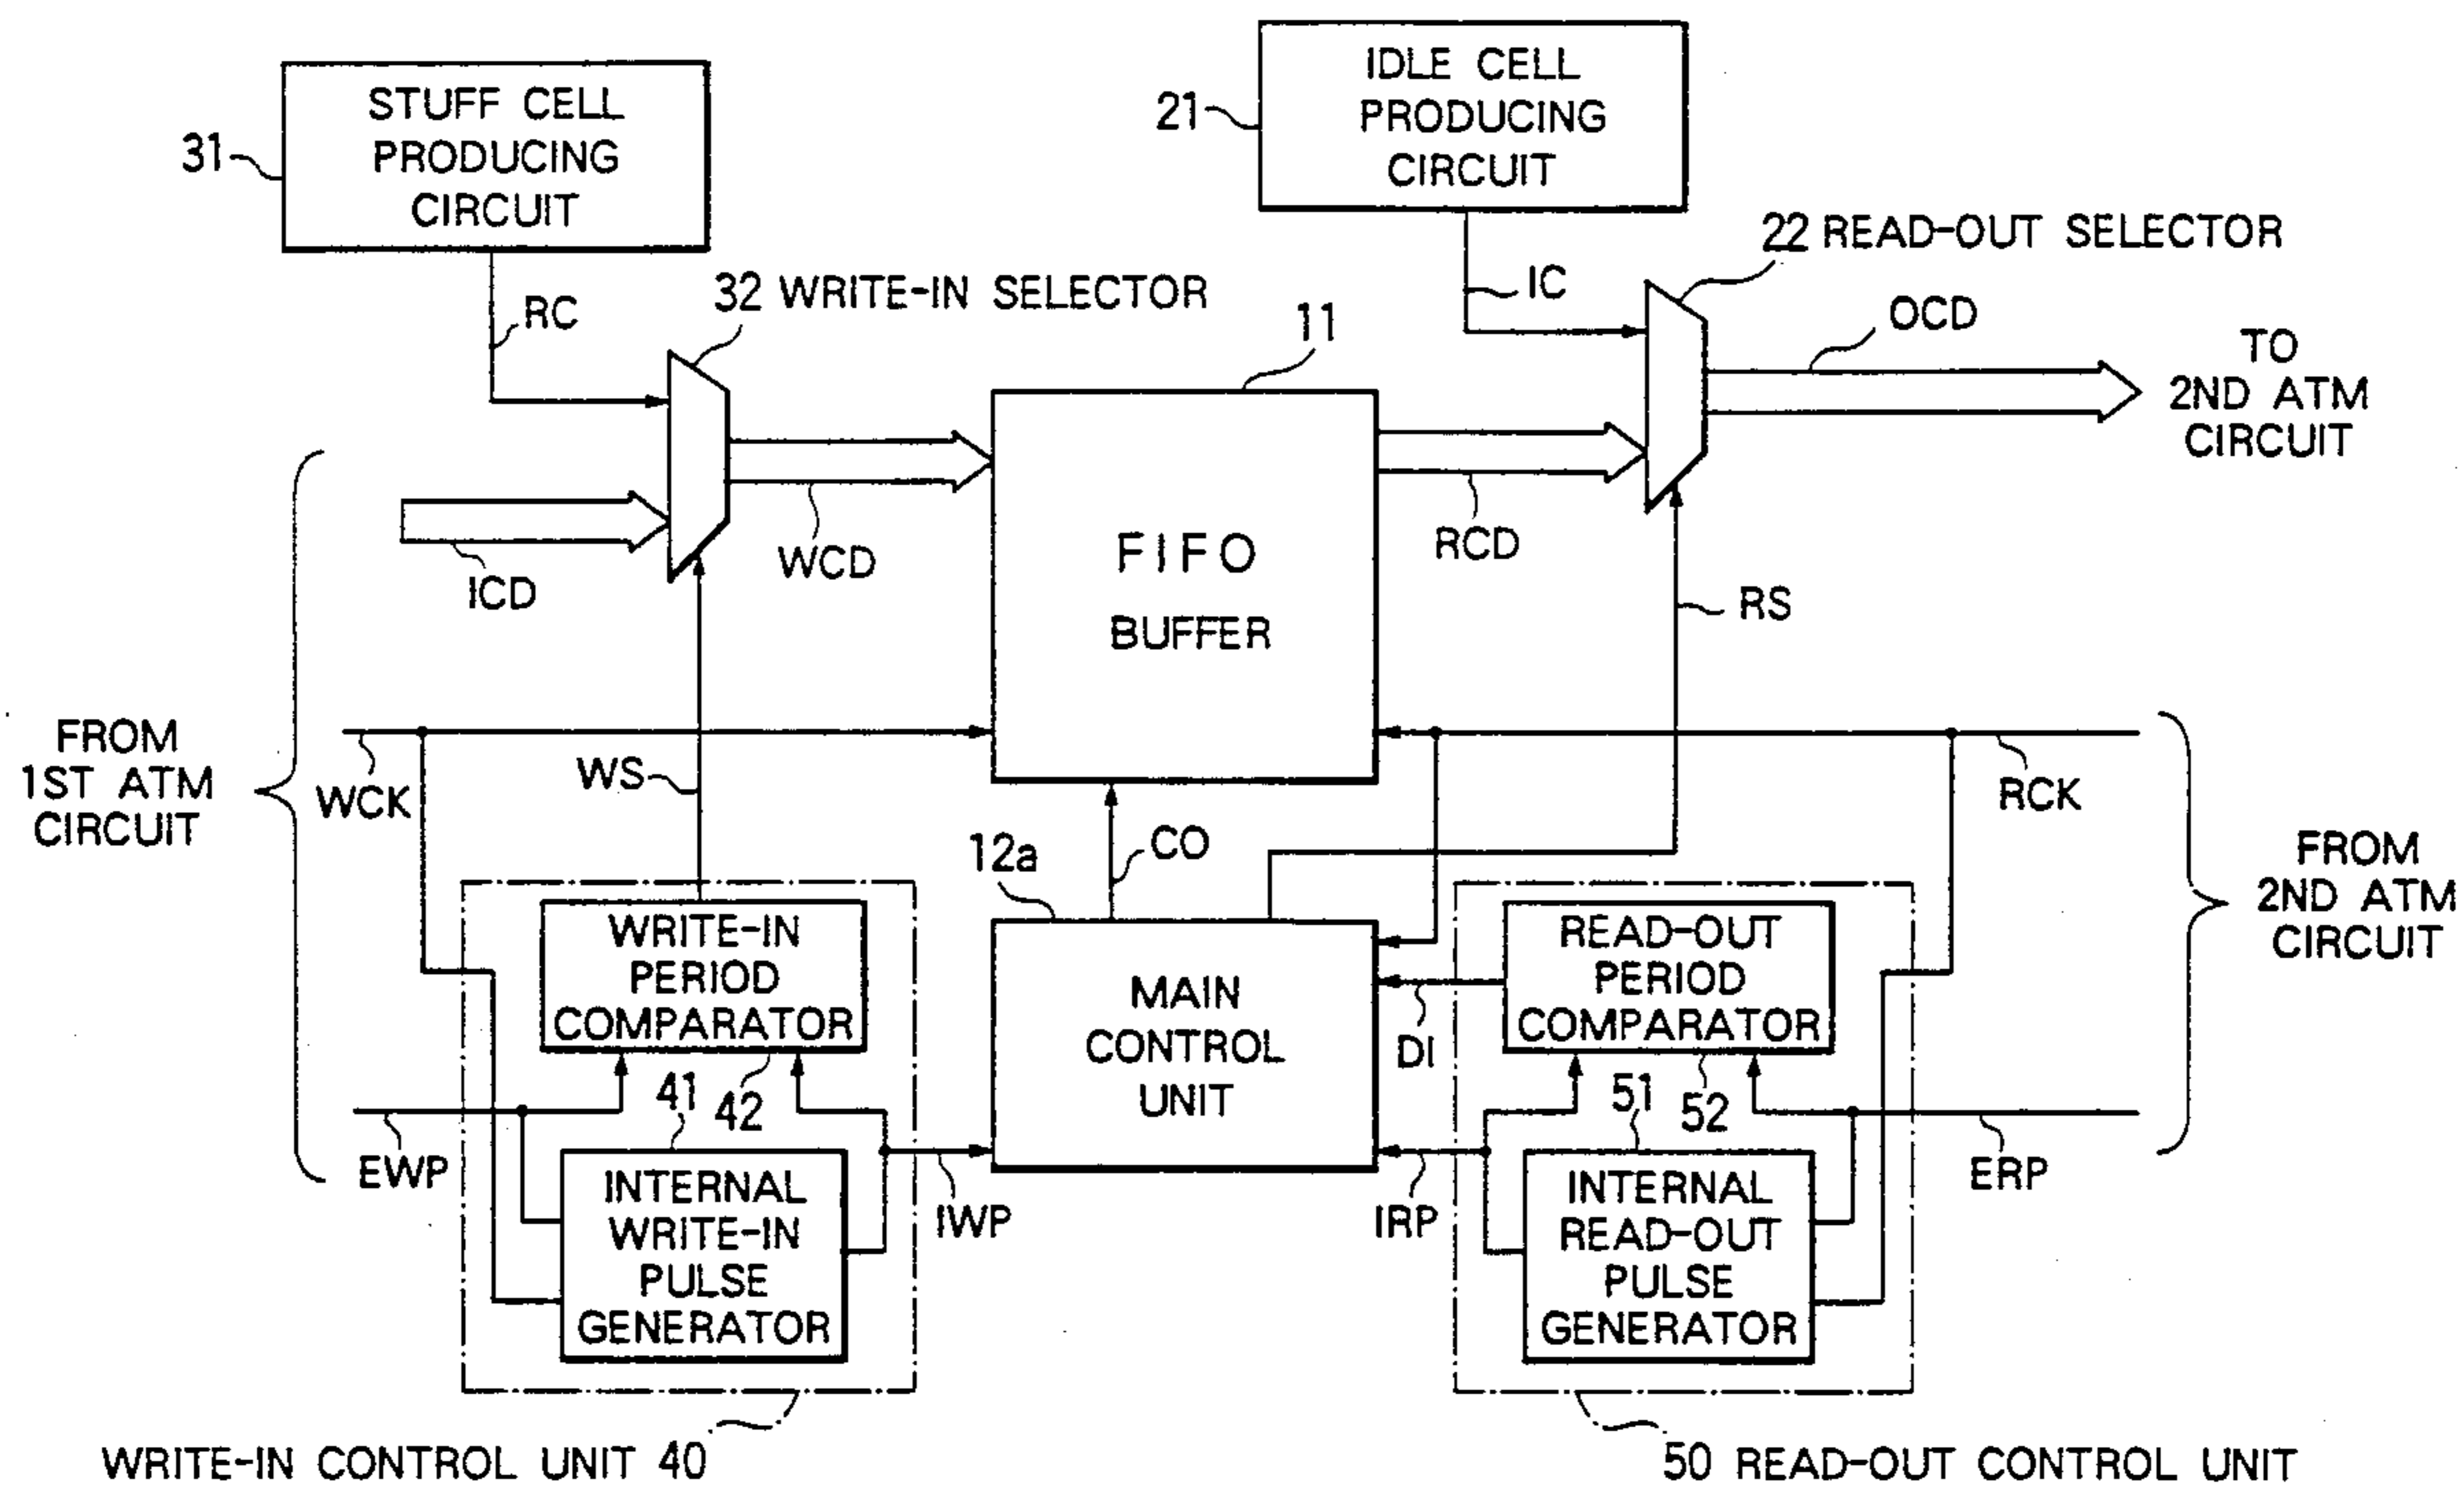 IDLE CELL
PRODUCING
CIRCUIT
21
STUFF CELL
PRODUCING
CIRCUIT
31
22 READ-OUT SELECTOR
IC
32 WRITE-IN SELECTOR
RC
11
OCD
TO
2ND ATM
CIRCUIT
FIFO
BUFFER
WCD
RCD
ICD
RS
FROM
1ST ATM
CIRCUIT
WCK
WS
RCK
12a
CO
FROM
2ND ATM
CIRCUIT
WRITE-IN
PERIOD
COMPARATOR
MAIN
CONTROL
UNIT
READ-OUT
PERIOD
COMPARATOR
DI
41
42
51
52
EWP
INTERNAL
WRITE-IN
PULSE
GENERATOR
IWP
IRP
INTERNAL
READ-OUT
PULSE
GENERATOR
ERP
WRITE-IN CONTROL UNIT 40
50 READ-OUT CONTROL UNIT